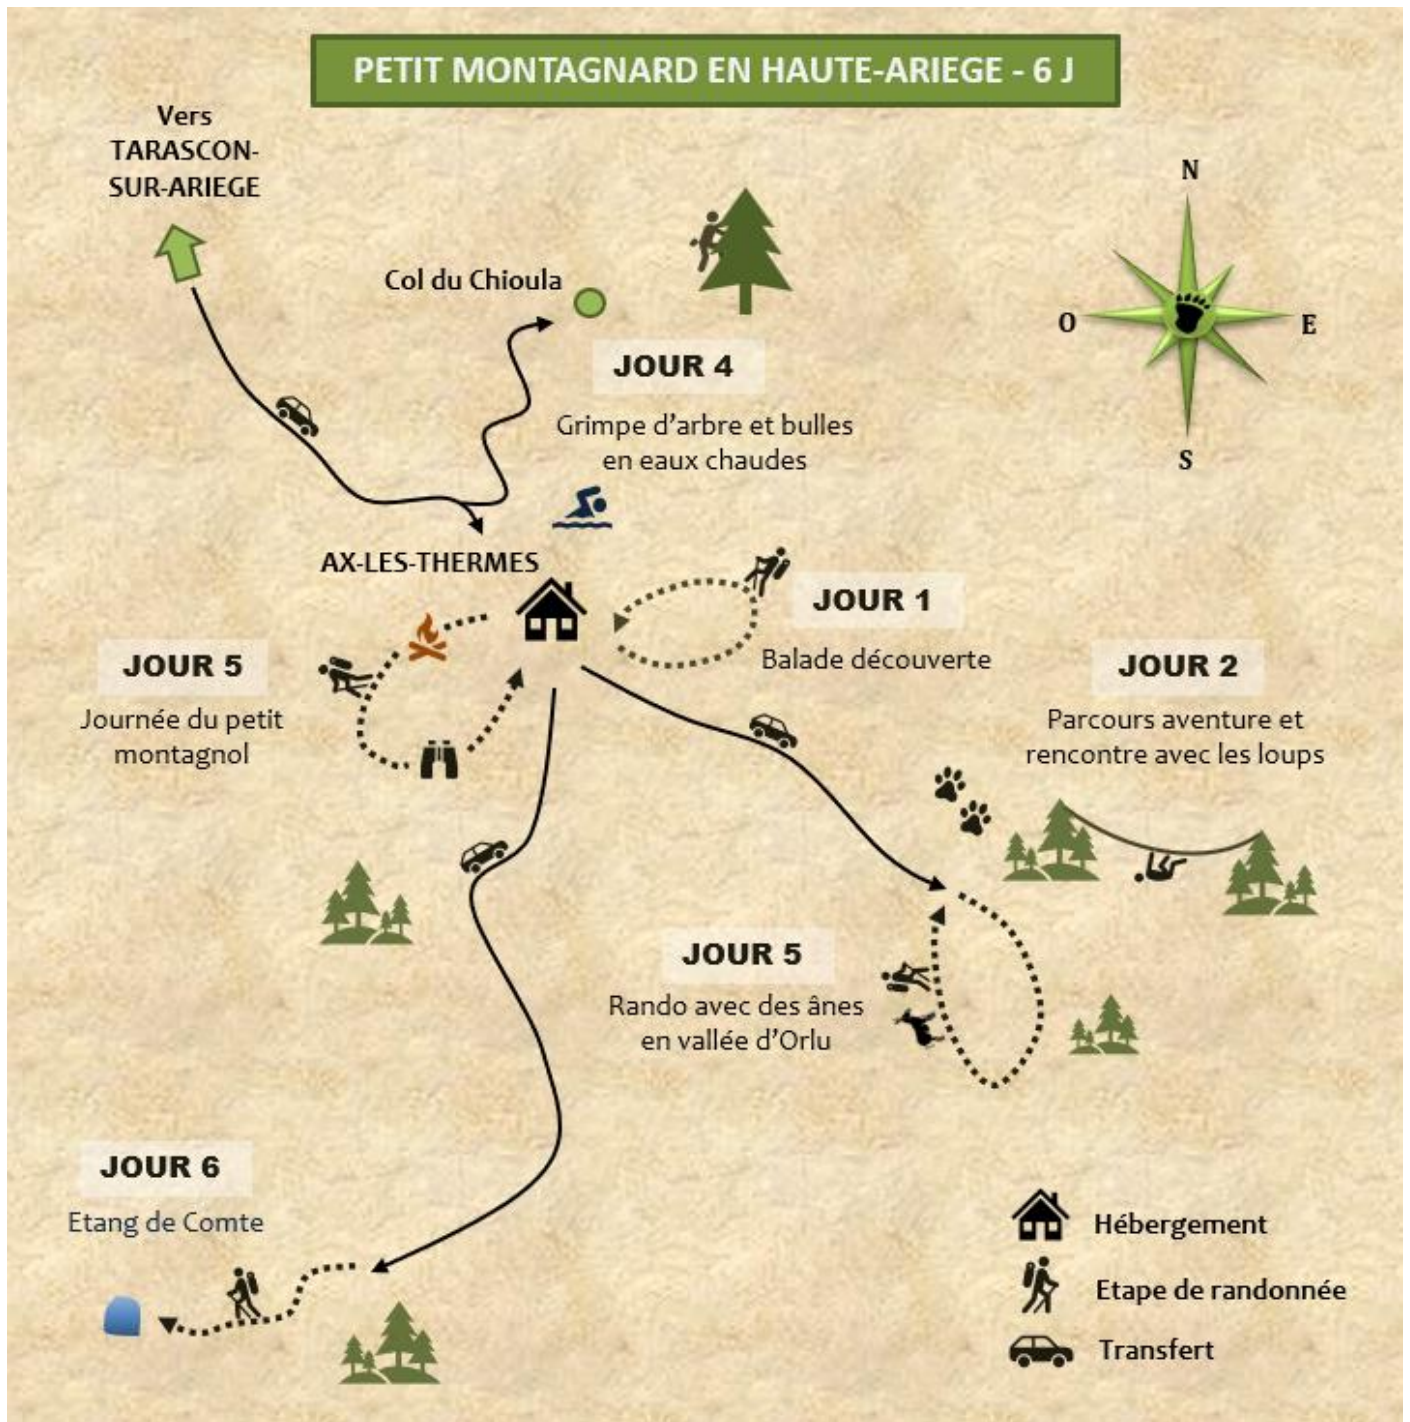 PETIT MONTAGNARD EN HAUTE-ARIEGE - 6 J
Vers
TARASCON-
SUR-ARIEGE
N
O
E
S
Col du Chioula
JOUR 4
Grimpe d'arbre et bulles
en eaux chaudes
AX-LES-THERMES
JOUR 1
Balade découverte
JOUR 5
Journée du petit
montagnol
JOUR 2
Parcours aventure et
rencontre avec les loups
JOUR 5
Rando avec des ânes
en vallée d'Orlu
JOUR 6
Etang de Comte
Hébergement
Etape de randonnée
Transfert